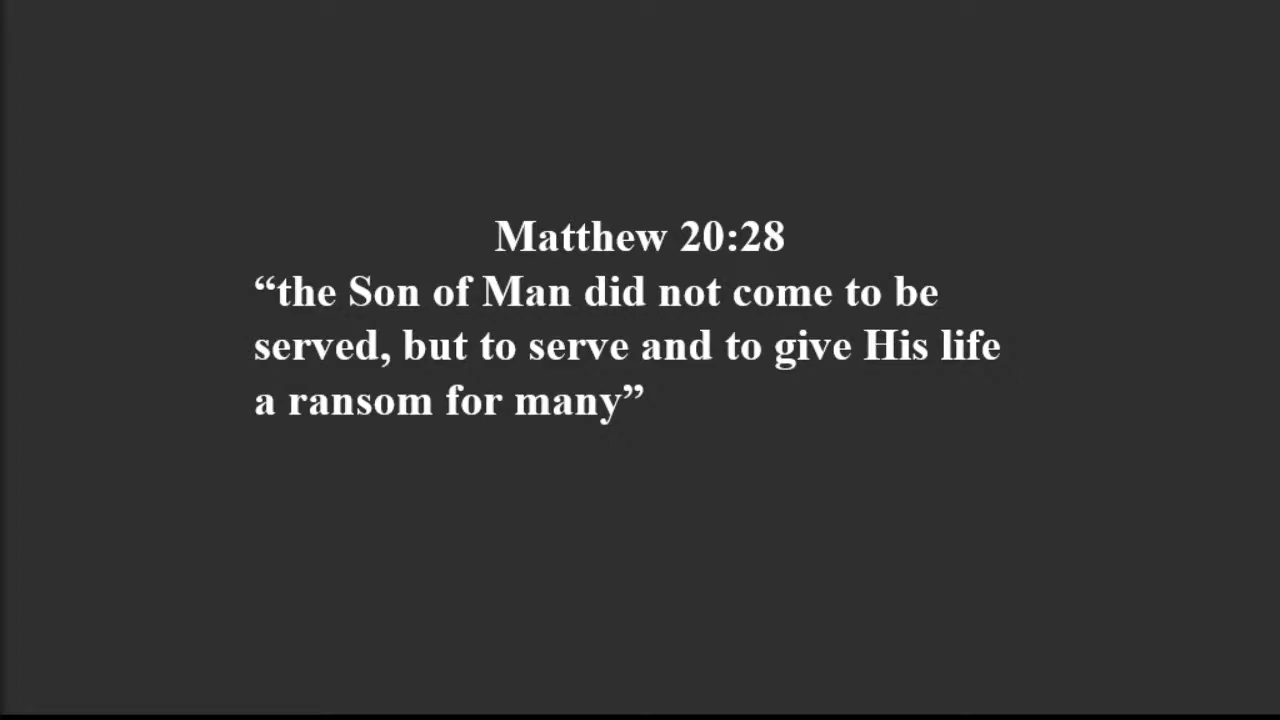 Matthew 20:28
“the Son of Man did not come to be
served, but to serve and to give His life
a ransom for many”